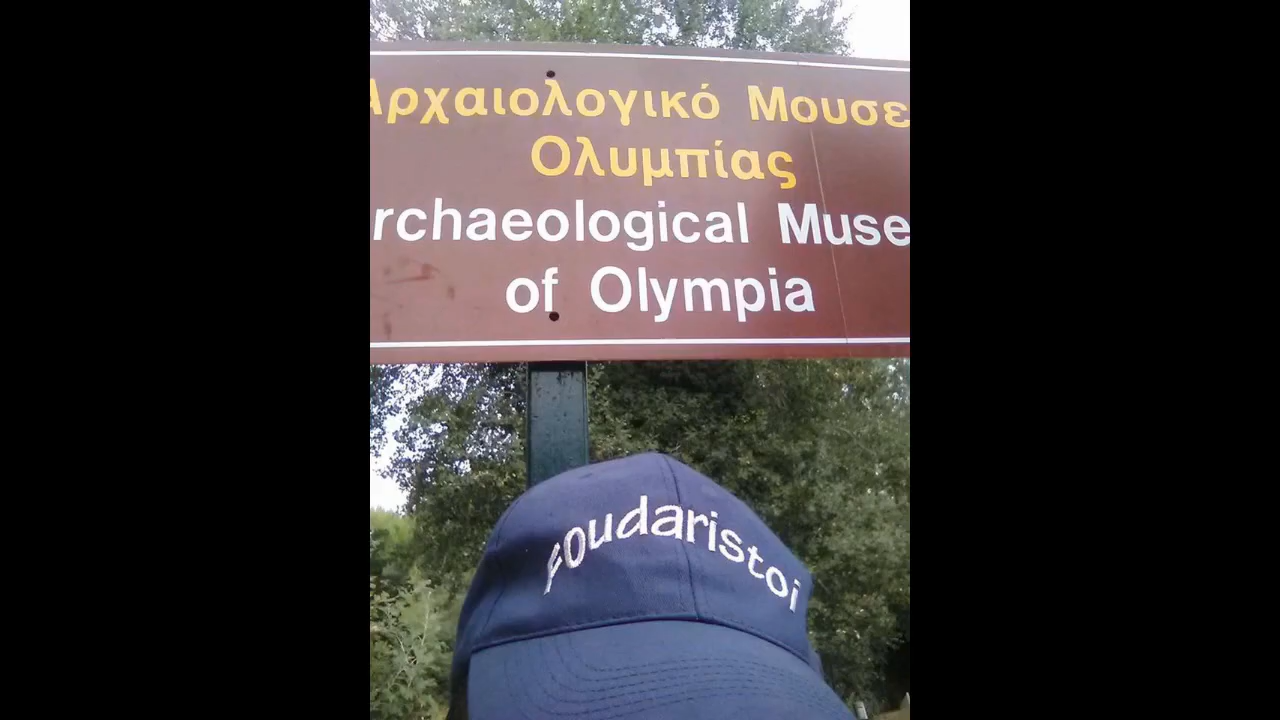 Αρχαιολογικό Μουσε
Ολυμπίας
rchaeological Muse
of Olympia
Foudaristoi